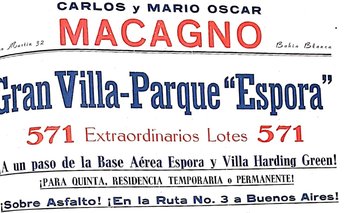 CARLOS y MARIO OSCAR
Martín 32
MACAGNO
Bahía Blanca
Gran Villa-Parque “Espora”
571 Extraordinarios Lotes 571
¡A un paso de la Base Aérea Espora y Villa Harding Green!
¡PARA QUINTA, RESIDENCIA TEMPORARIA o PERMANENTE!
¡Sobre Asfalto! ¡En la Ruta No. 3 a Buenos Aires!